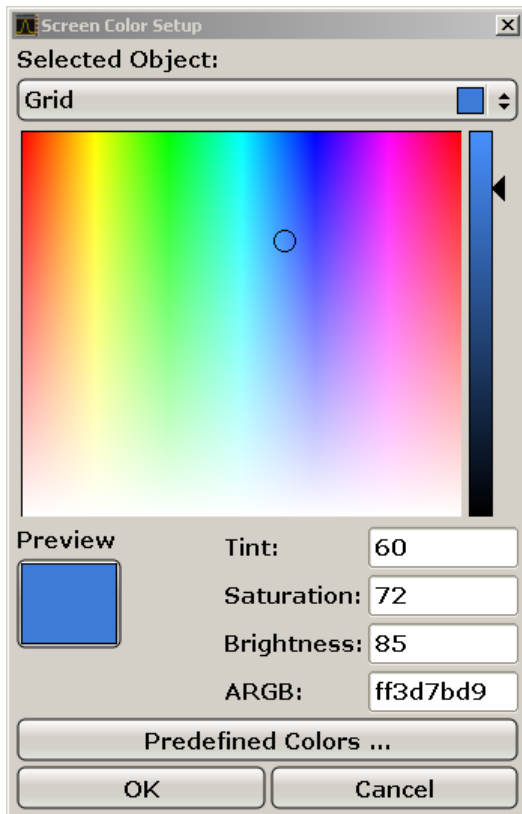 Screen Color Setup
Selected Object:
Grid
Preview
Tint: 60
Saturation: 72
Brightness: 85
ARGB: ff3d7bd9
Predefined Colors ...
OK Cancel